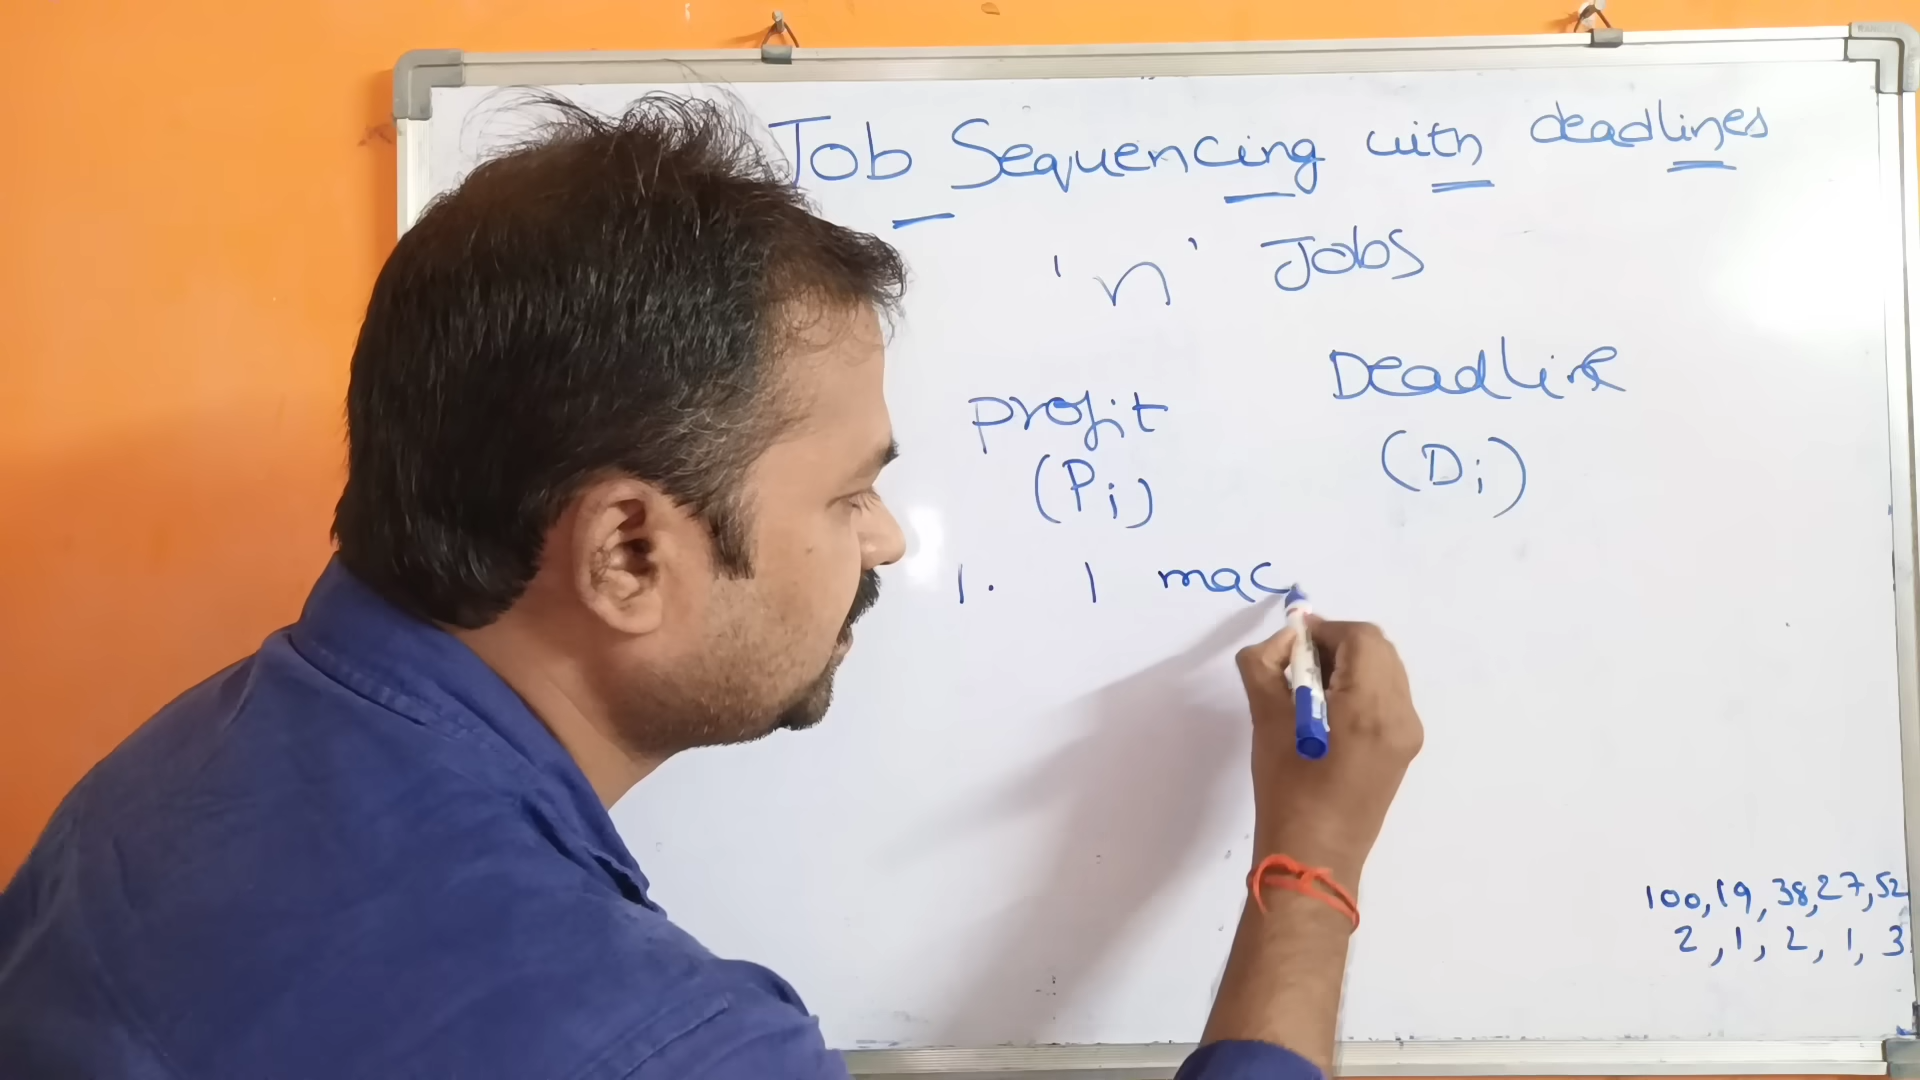 Job Sequencing with deadlines
'n' Jobs
Profit Deadline
(Pi) (Di)
1. 1 mac
100, 19, 38, 27, 52
2, 1, 2, 1, 3